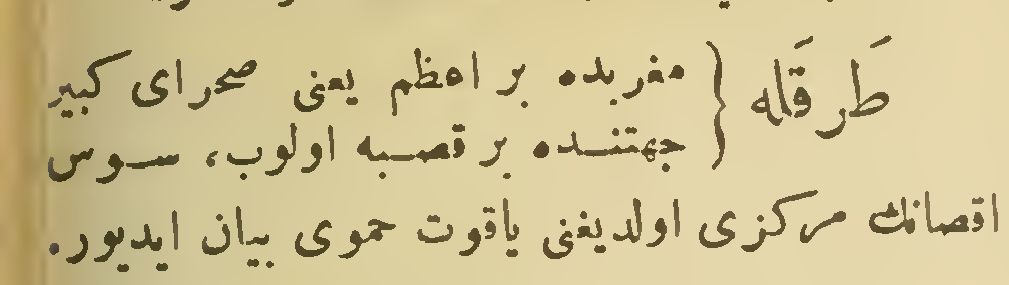 طَرقَله { مغربده بر اعظم یعنی صحرای کبیر
جهتنده بر قصبه اولوب، سوس
اقصانك مرکزی اولدیغنی یاقوت حموی بیان ایدیور.